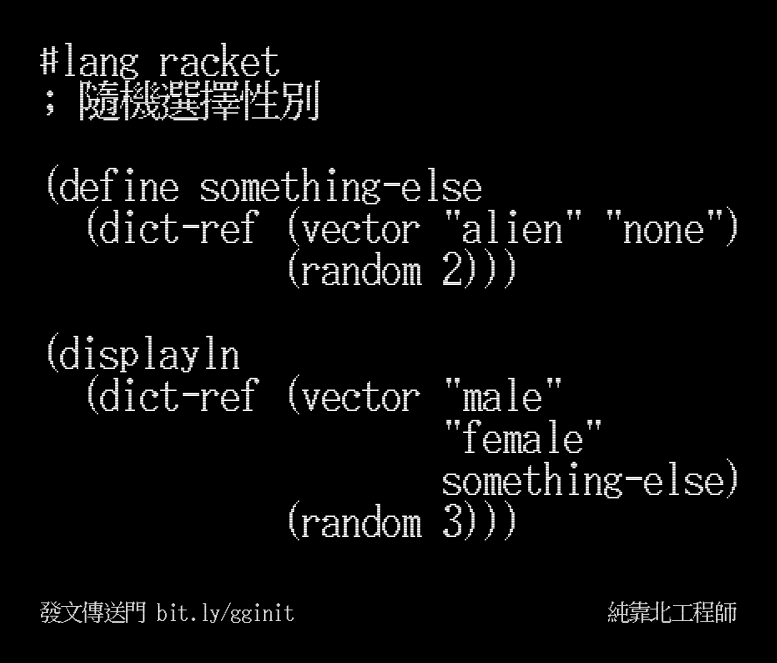 #lang racket
; 隨機選擇性別
(define something-else
(dict-ref (vector "alien" "none")
(random 2)))
(displayln
(dict-ref (vector "male"
"female"
something-else)
(random 3)))
發文傳送門 bit.ly/gginit
純靠北工程師